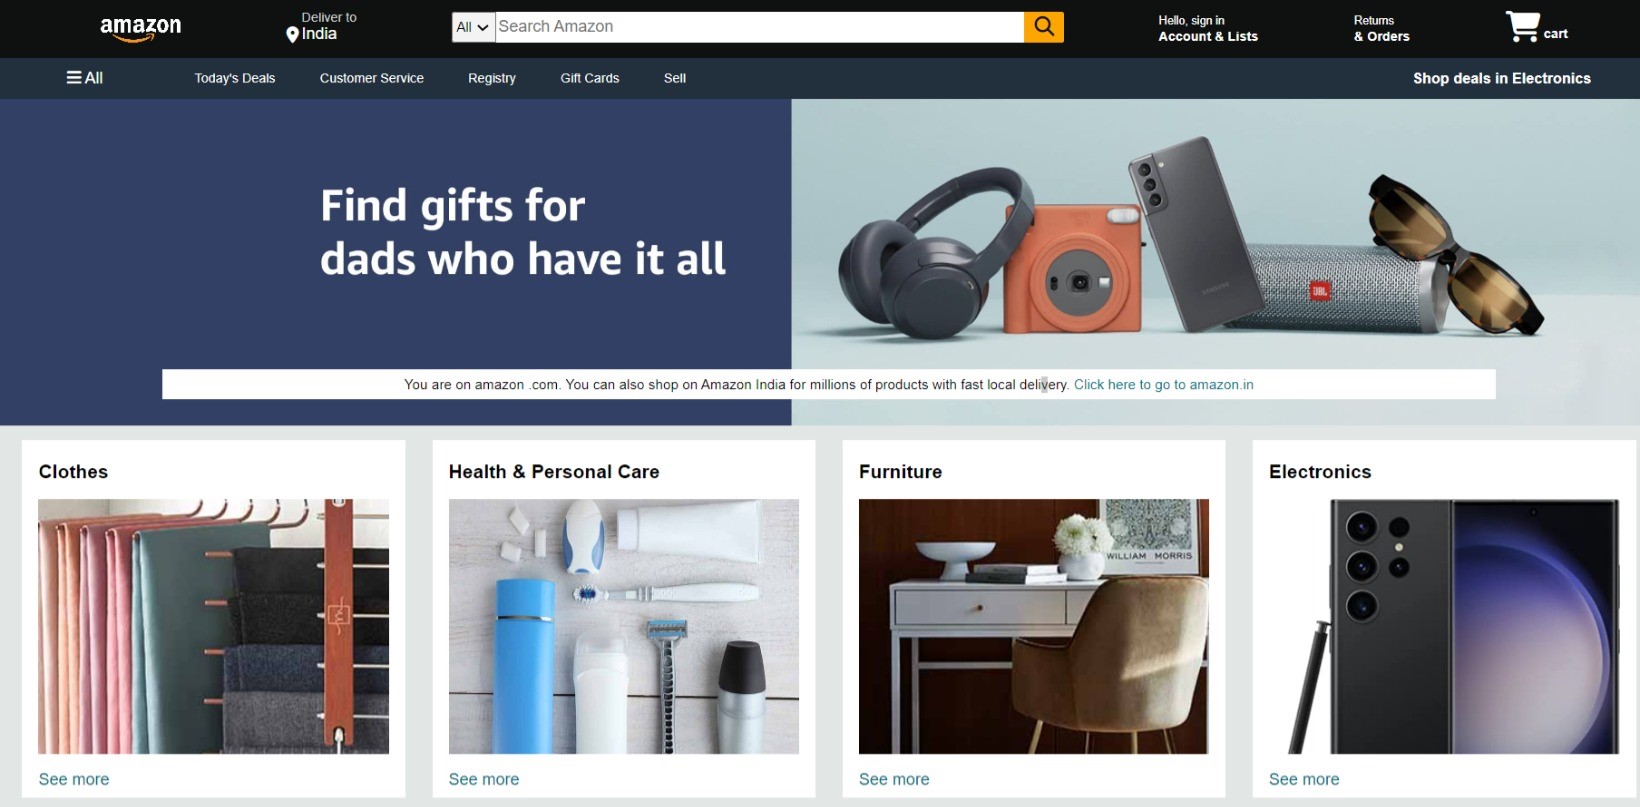 amazon
Deliver to
India
All
Search Amazon
Hello, sign in
Account & Lists
Returns
& Orders
cart
All
Today's Deals
Customer Service
Registry
Gift Cards
Sell
Shop deals in Electronics
Find gifts for
dads who have it all
SAMSUNG
JBL
You are on amazon .com. You can also shop on Amazon India for millions of products with fast local delivery. Click here to go to amazon.in
Clothes
Health & Personal Care
Furniture
Electronics
WILLIAM MORRIS
See more
See more
See more
See more